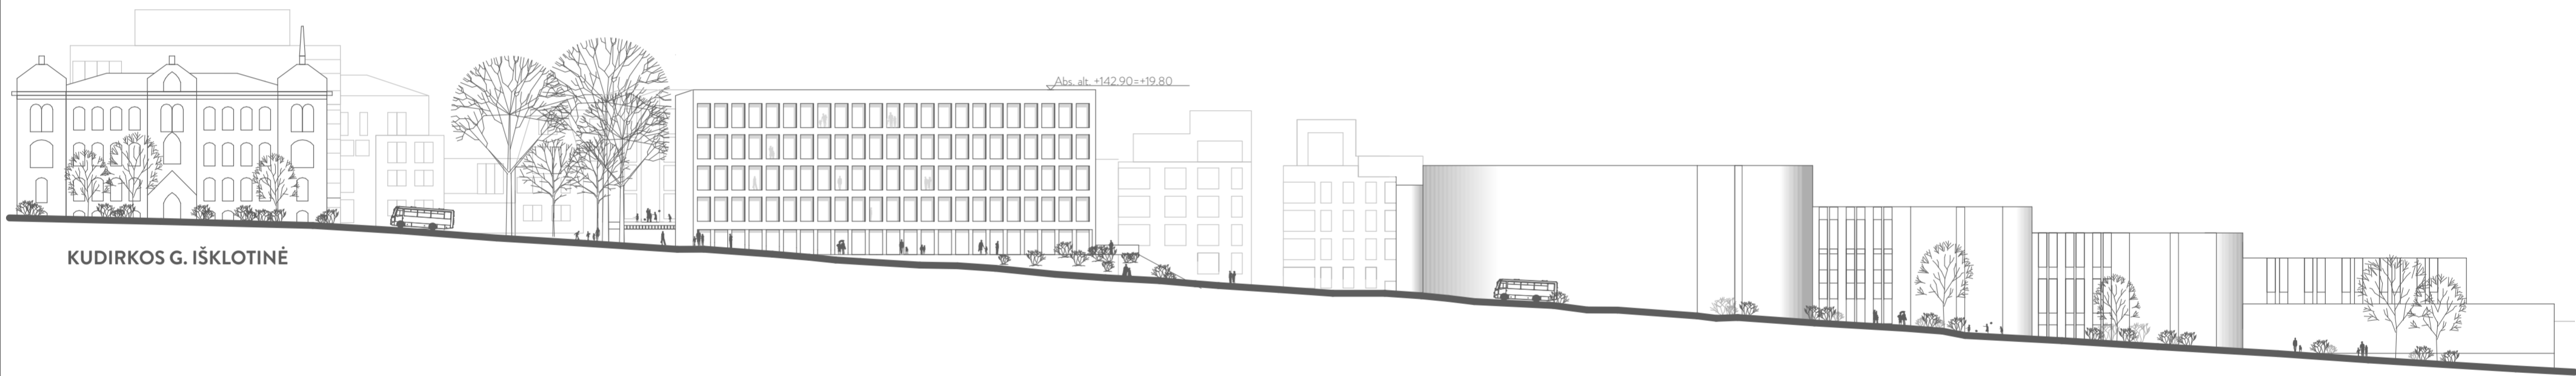 Abs. alt. +142.90=+19.80
KUDIRKOS G. IŠKLOTINĖ